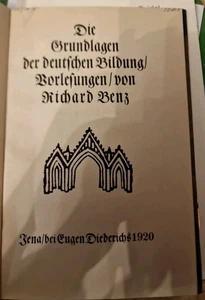 Die
Grundlagen
der deutschen Bildung/
Vorlesungen/von
Richard Benz
Jena/bei Eugen Diederichs 1920